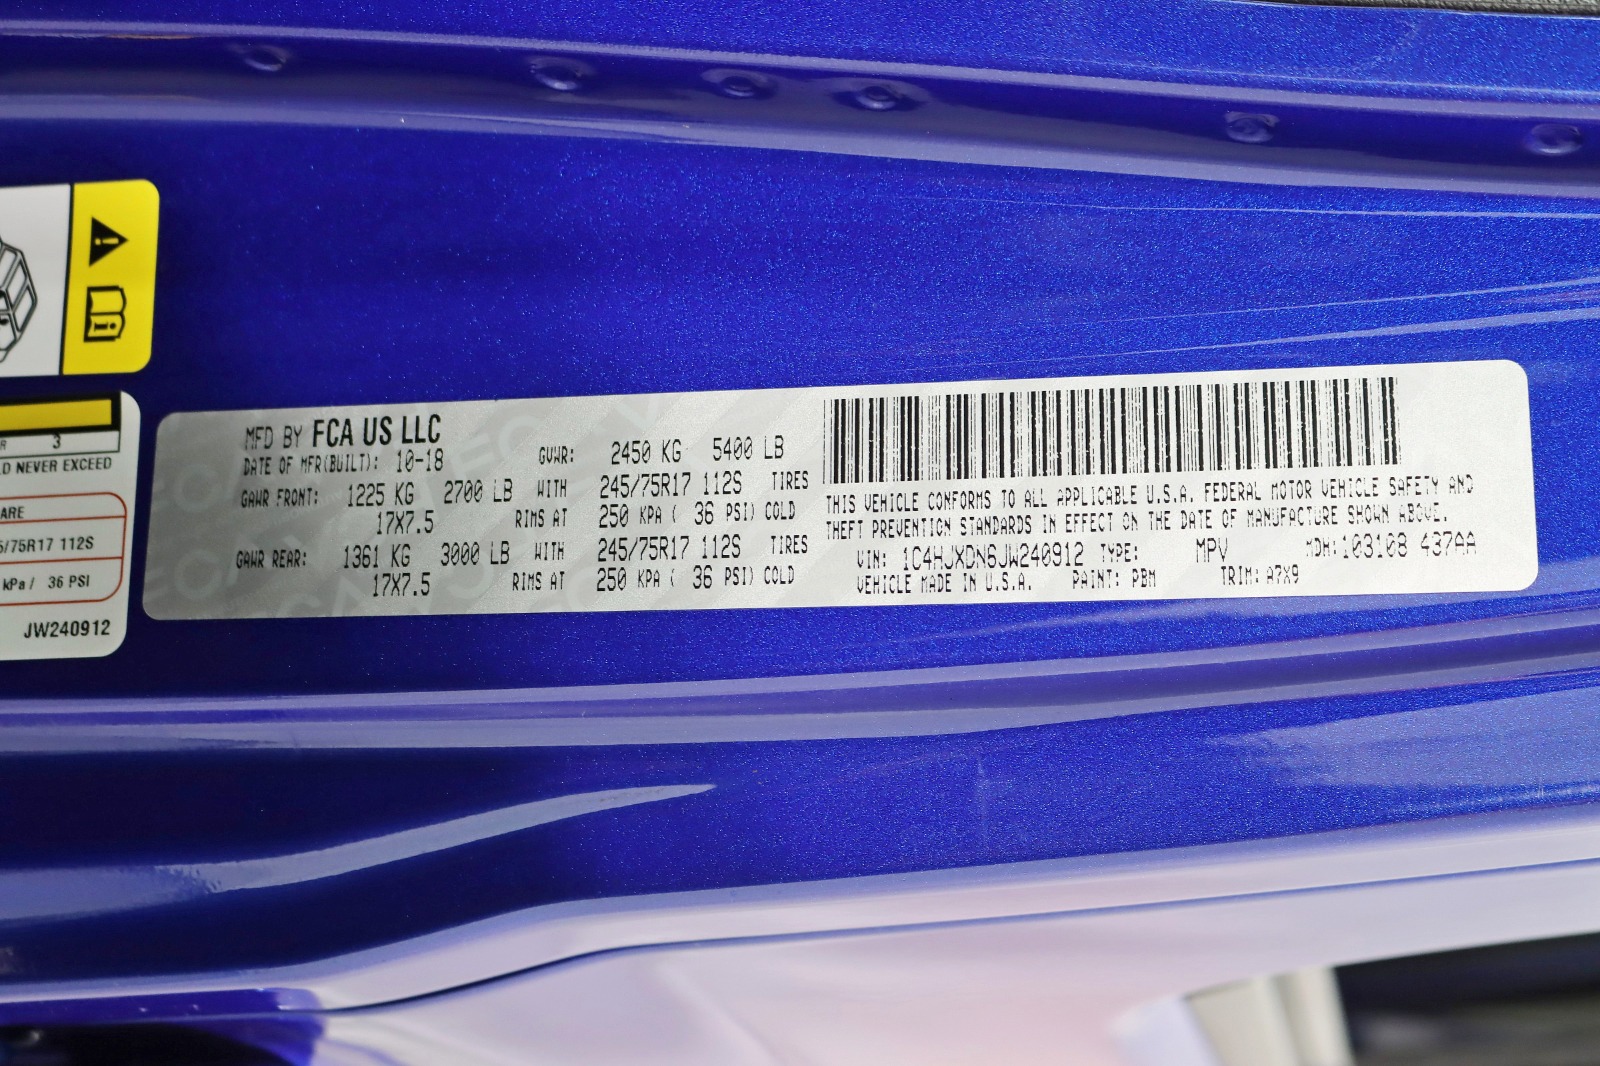 3
D NEVER EXCEED
ARE
5/75R17 112S
kPa/ 36 PSI
JW240912
MFD BY FCA US LLC
DATE OF MFR(BUILT): 10-18 GVWR: 2450 KG 5400 LB
GAWR FRONT: 1225 KG 2700 LB WITH 245/75R17 112S TIRES
17X7.5 RIMS AT 250 KPA ( 36 PSI) COLD
GAWR REAR: 1361 KG 3000 LB WITH 245/75R17 112S TIRES
17X7.5 RIMS AT 250 KPA ( 36 PSI) COLD
THIS VEHICLE CONFORMS TO ALL APPLICABLE U.S.A. FEDERAL MOTOR VEHICLE SAFETY AND
THEFT PREVENTION STANDARDS IN EFFECT ON THE DATE OF MANUFACTURE SHOWN ABOVE.
VIN: 1C4HJXDN6JW240912 TYPE: MPV MDH: 103108 437AA
VEHICLE MADE IN U.S.A. PAINT: PBM TRIM: A7X9